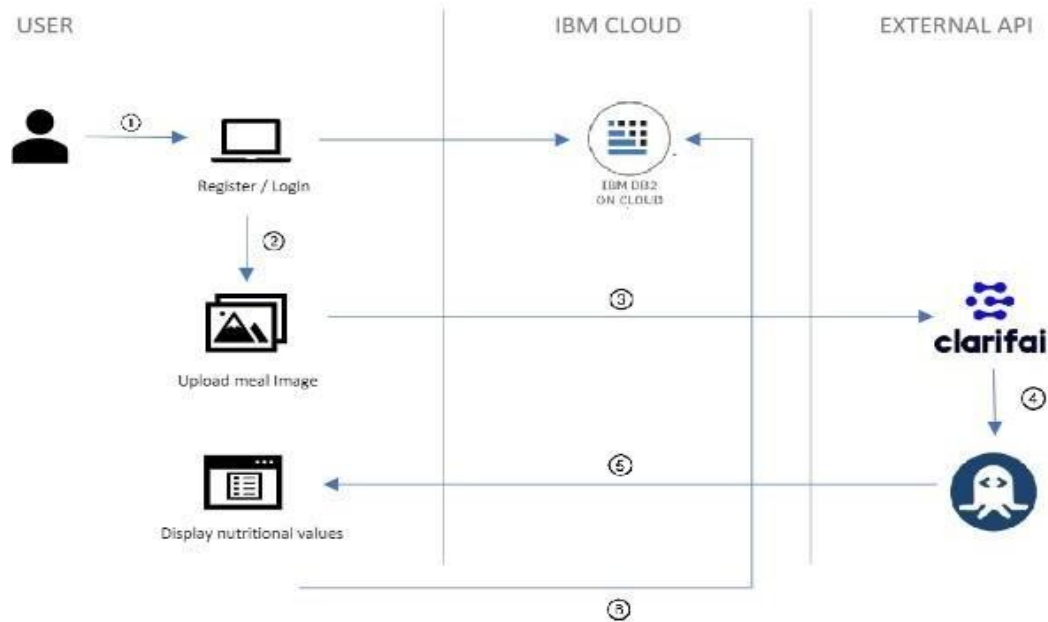 USER
IBM CLOUD
EXTERNAL API
①
Register / Login
IBM DB2
ON CLOUD
②
③
Upload meal Image
clarifai
④
⑤
Display nutritional values